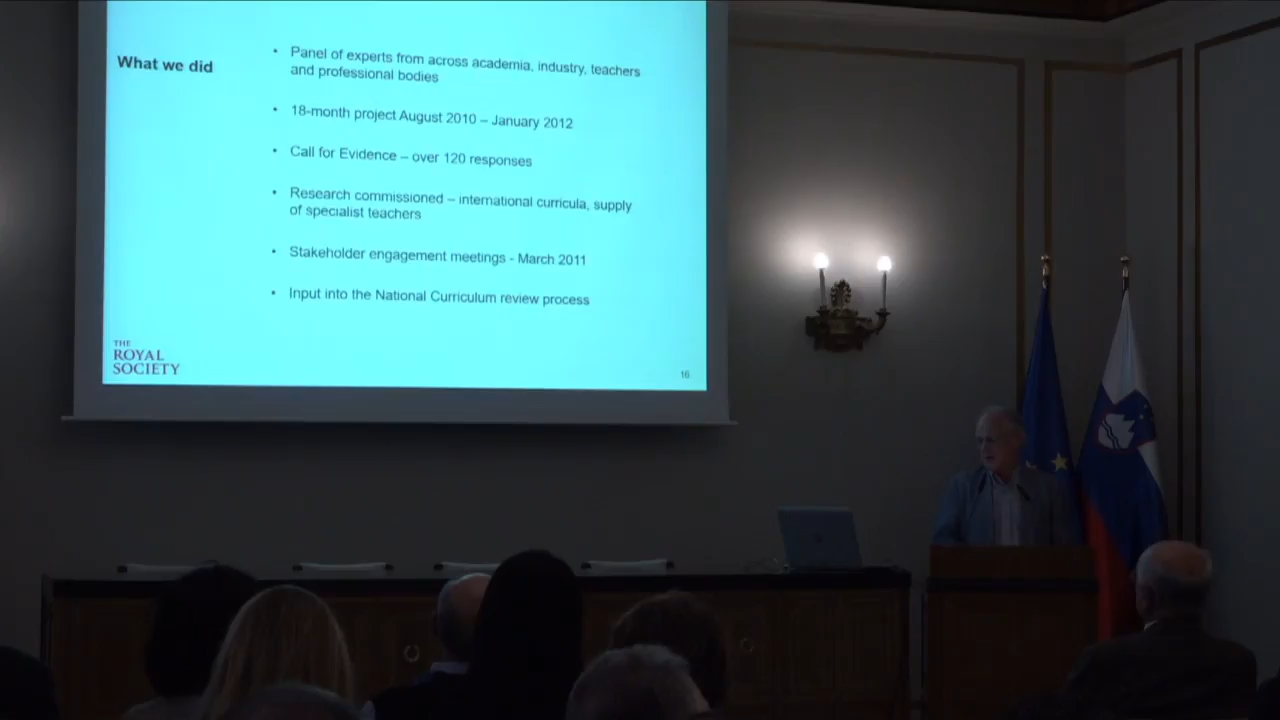 What we did
• Panel of experts from across academia, industry, teachers
and professional bodies
• 18-month project August 2010 – January 2012
• Call for Evidence – over 120 responses
• Research commissioned – international curricula, supply
of specialist teachers
• Stakeholder engagement meetings - March 2011
• Input into the National Curriculum review process
THE
ROYAL
SOCIETY
16